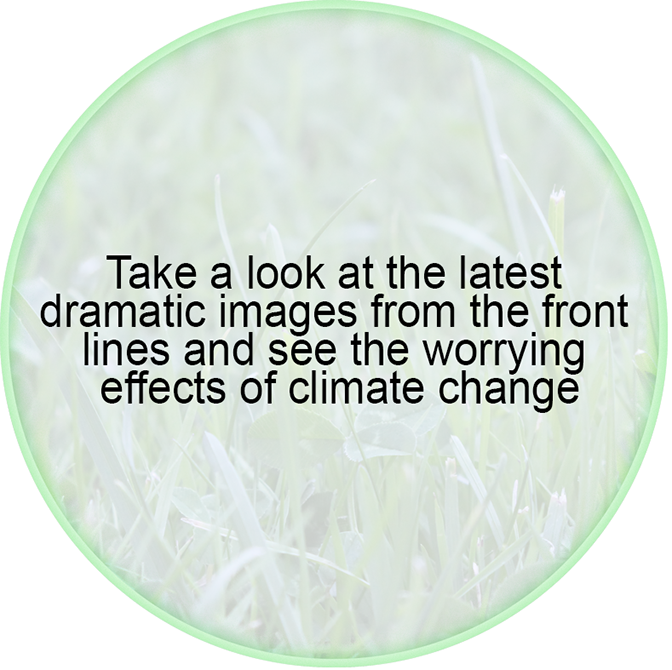 Take a look at the latest
dramatic images from the front
lines and see the worrying
effects of climate change